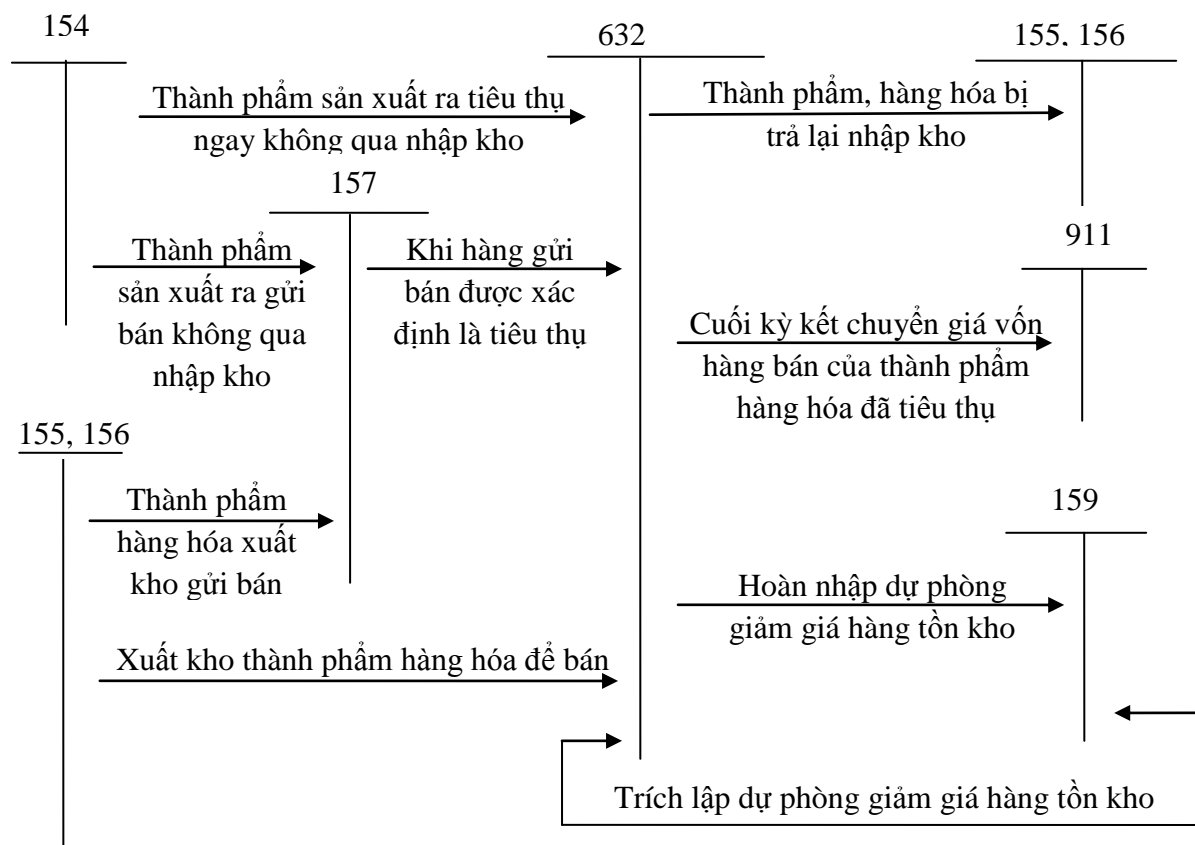 154
632
155, 156
Thành phẩm sản xuất ra tiêu thụ
ngay không qua nhập kho
Thành phẩm, hàng hóa bị
trả lại nhập kho
157
911
Thành phẩm
sản xuất ra gửi
bán không qua
nhập kho
Khi hàng gửi
bán được xác
định là tiêu thụ
Cuối kỳ kết chuyển giá vốn
hàng bán của thành phẩm
hàng hóa đã tiêu thụ
155, 156
Thành phẩm
hàng hóa xuất
kho gửi bán
159
Hoàn nhập dự phòng
giảm giá hàng tồn kho
Xuất kho thành phẩm hàng hóa để bán
Trích lập dự phòng giảm giá hàng tồn kho